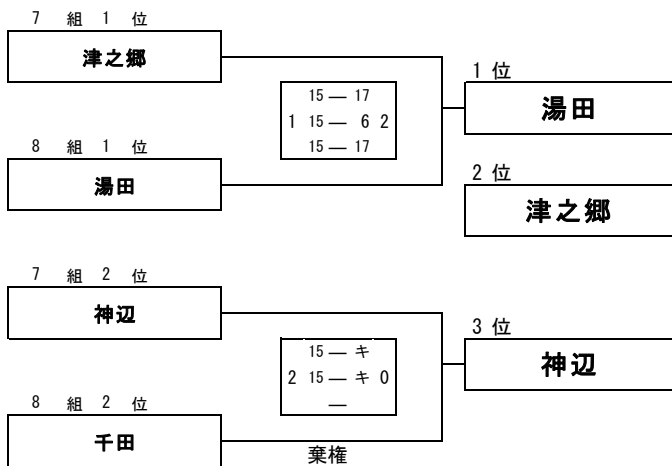 7 組 1 位
津之郷
1 位
15 ― 17
湯田
1 15 ― 6 2
15 ― 17
8 組 1 位
湯田
2 位
津之郷
7 組 2 位
神辺
3 位
15 ― キ
神辺
2 15 ― キ 0
―
8 組 2 位
千田
棄権